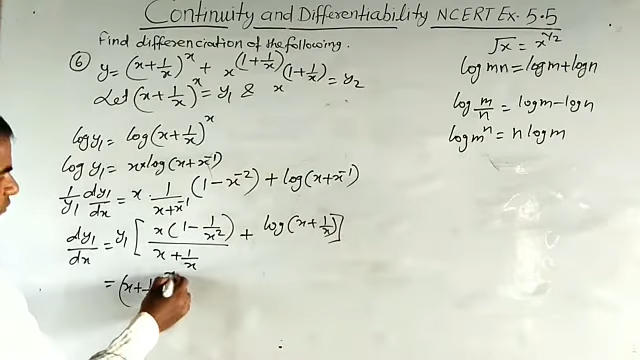 Continuity and Differentiability NCERT Ex. 5.5
Find differenciation of the following.
⑥ y = (x+1/x)^x + x^(1+1/x)
Let (x+1/x)^x = y₁ & x^(1+1/x) = y₂
log y₁ = log(x+1/x)^x
log y₁ = x×log(x+x⁻¹)
1/y₁ dy₁/dx = x · 1/(x+x⁻¹) (1-x⁻²) + log(x+x⁻¹)
dy₁/dx = y₁ [ x(1-1/x²) / (x+1/x) + log(x+1/x) ]
= (x+1/
√x = x^1/2
log mn = log m + log n
log m/n = log m - log n
log mⁿ = n log m